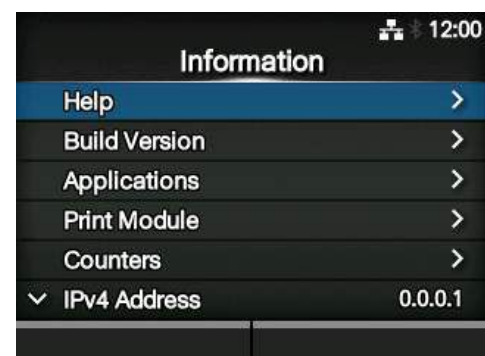 12:00
Information
Help
Build Version
Applications
Print Module
Counters
IPv4 Address 0.0.0.1